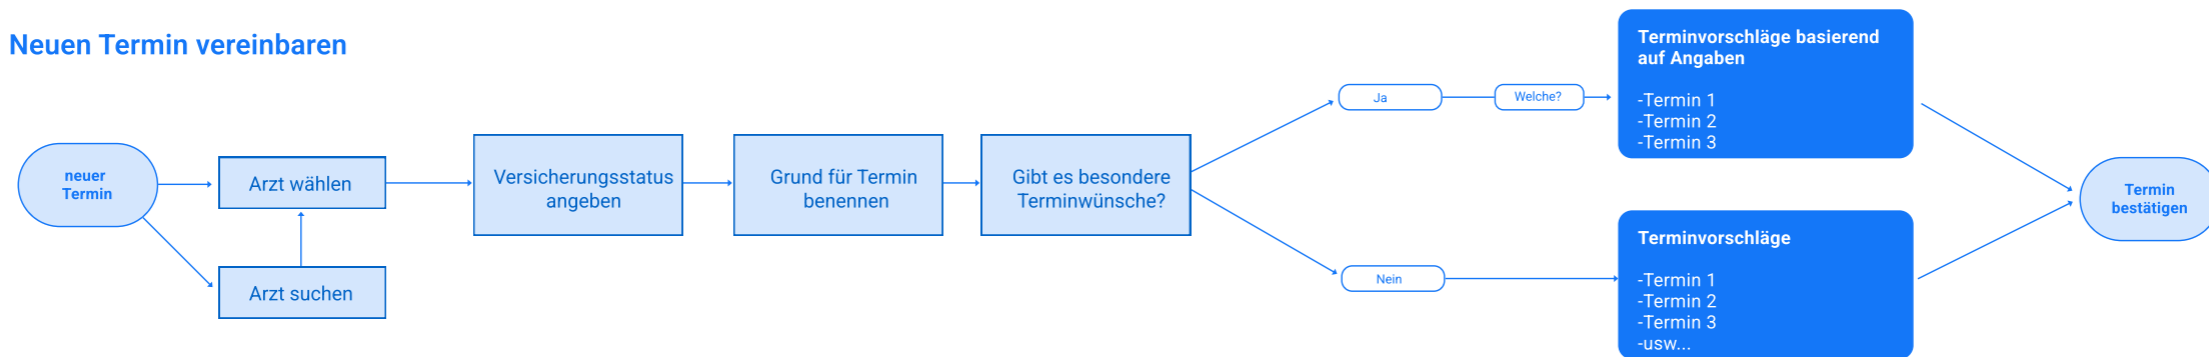 Neuen Termin vereinbaren
neuer
Termin
Arzt wählen
Arzt suchen
Versicherungsstatus
angeben
Grund für Termin
benennen
Gibt es besondere
Terminwünsche?
Ja
Welche?
Terminvorschläge basierend
auf Angaben
-Termin 1
-Termin 2
-Termin 3
Nein
Terminvorschläge
-Termin 1
-Termin 2
-Termin 3
-usw...
Termin
bestätigen